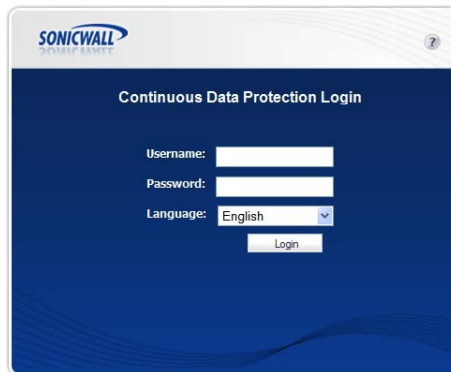 SONICWALL
?
Continuous Data Protection Login
Username:
Password:
Language: English
Login